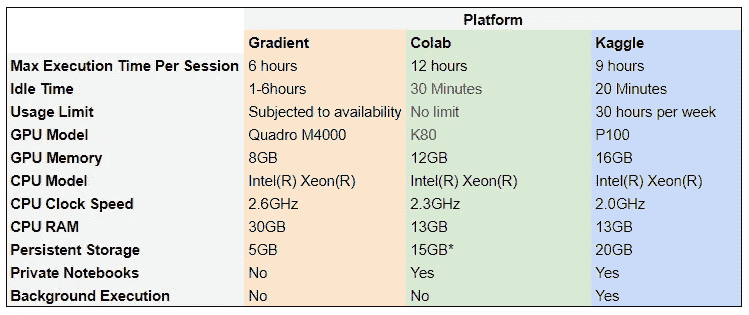 Platform
Gradient Colab Kaggle
Max Execution Time Per Session 6 hours 12 hours 9 hours
Idle Time 1-6hours 30 Minutes 20 Minutes
Usage Limit Subjected to availability No limit 30 hours per week
GPU Model Quadro M4000 K80 P100
GPU Memory 8GB 12GB 16GB
CPU Model Intel(R) Xeon(R) Intel(R) Xeon(R) Intel(R) Xeon(R)
CPU Clock Speed 2.6GHz 2.3GHz 2.0GHz
CPU RAM 30GB 13GB 13GB
Persistent Storage 5GB 15GB* 20GB
Private Notebooks No Yes Yes
Background Execution No No Yes